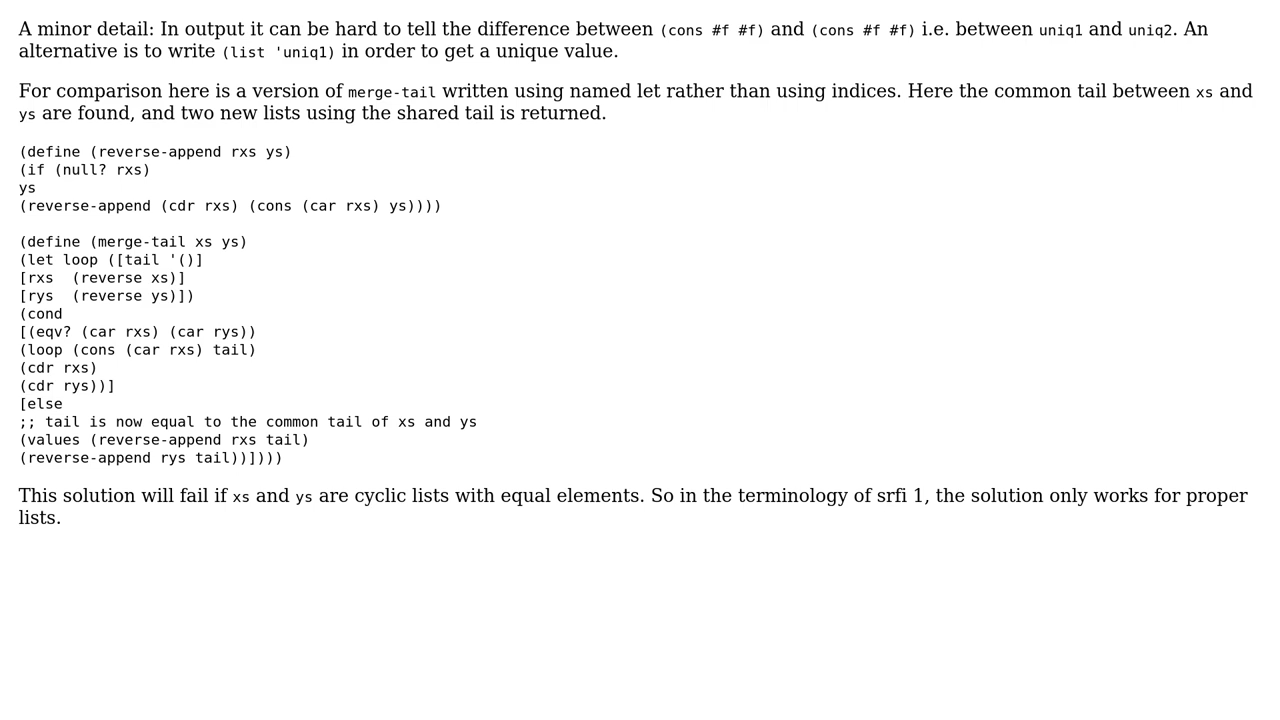 A minor detail: In output it can be hard to tell the difference between (cons #f #f) and (cons #f #f) i.e. between uniq1 and uniq2. An
alternative is to write (list 'uniq1) in order to get a unique value.
For comparison here is a version of merge-tail written using named let rather than using indices. Here the common tail between xs and
ys are found, and two new lists using the shared tail is returned.
(define (reverse-append rxs ys)
(if (null? rxs)
ys
(reverse-append (cdr rxs) (cons (car rxs) ys))))
(define (merge-tail xs ys)
(let loop ([tail '()]
[rxs  (reverse xs)]
[rys  (reverse ys)])
(cond
[(eqv? (car rxs) (car rys))
(loop (cons (car rxs) tail)
(cdr rxs)
(cdr rys))]
[else
;; tail is now equal to the common tail of xs and ys
(values (reverse-append rxs tail)
(reverse-append rys tail))])))
This solution will fail if xs and ys are cyclic lists with equal elements. So in the terminology of srfi 1, the solution only works for proper
lists.